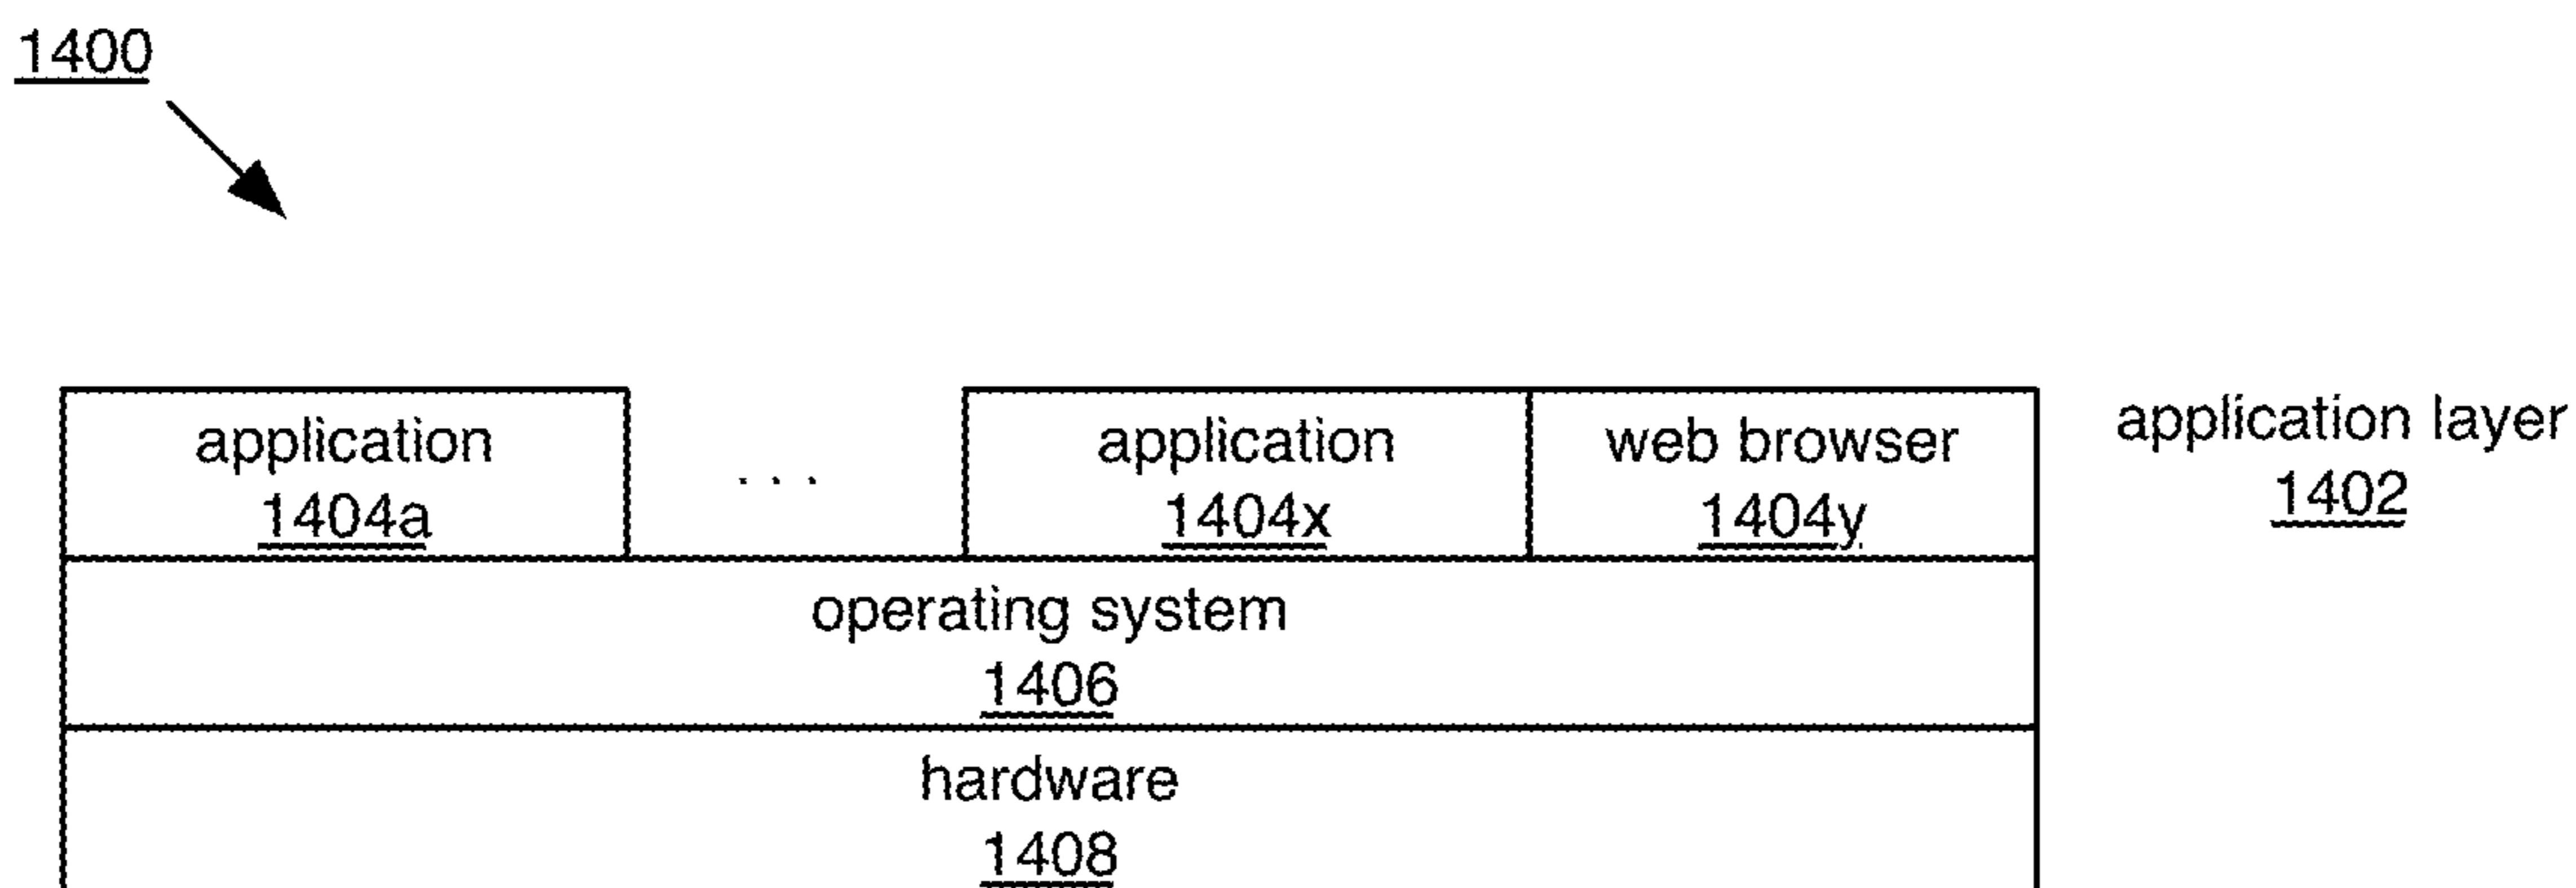 1400
application
1404a
. . .
application
1404x
web browser
1404y
application layer
1402
operating system
1406
hardware
1408